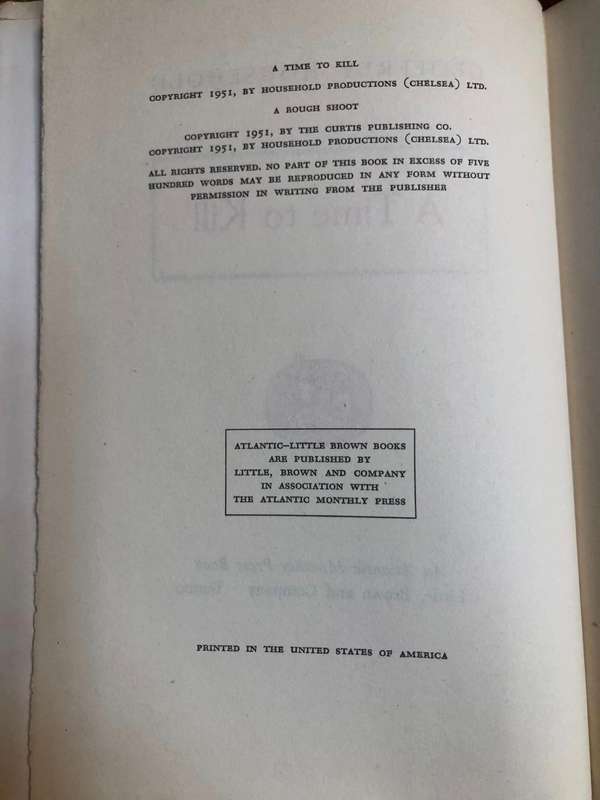 A TIME TO KILL
COPYRIGHT 1951, BY HOUSEHOLD PRODUCTIONS (CHELSEA) LTD.
A ROUGH SHOOT
COPYRIGHT 1951, BY THE CURTIS PUBLISHING CO.
COPYRIGHT 1951, BY HOUSEHOLD PRODUCTIONS (CHELSEA) LTD.
ALL RIGHTS RESERVED. NO PART OF THIS BOOK IN EXCESS OF FIVE
HUNDRED WORDS MAY BE REPRODUCED IN ANY FORM WITHOUT
PERMISSION IN WRITING FROM THE PUBLISHER
ATLANTIC–LITTLE BROWN BOOKS
ARE PUBLISHED BY
LITTLE, BROWN AND COMPANY
IN ASSOCIATION WITH
THE ATLANTIC MONTHLY PRESS
PRINTED IN THE UNITED STATES OF AMERICA